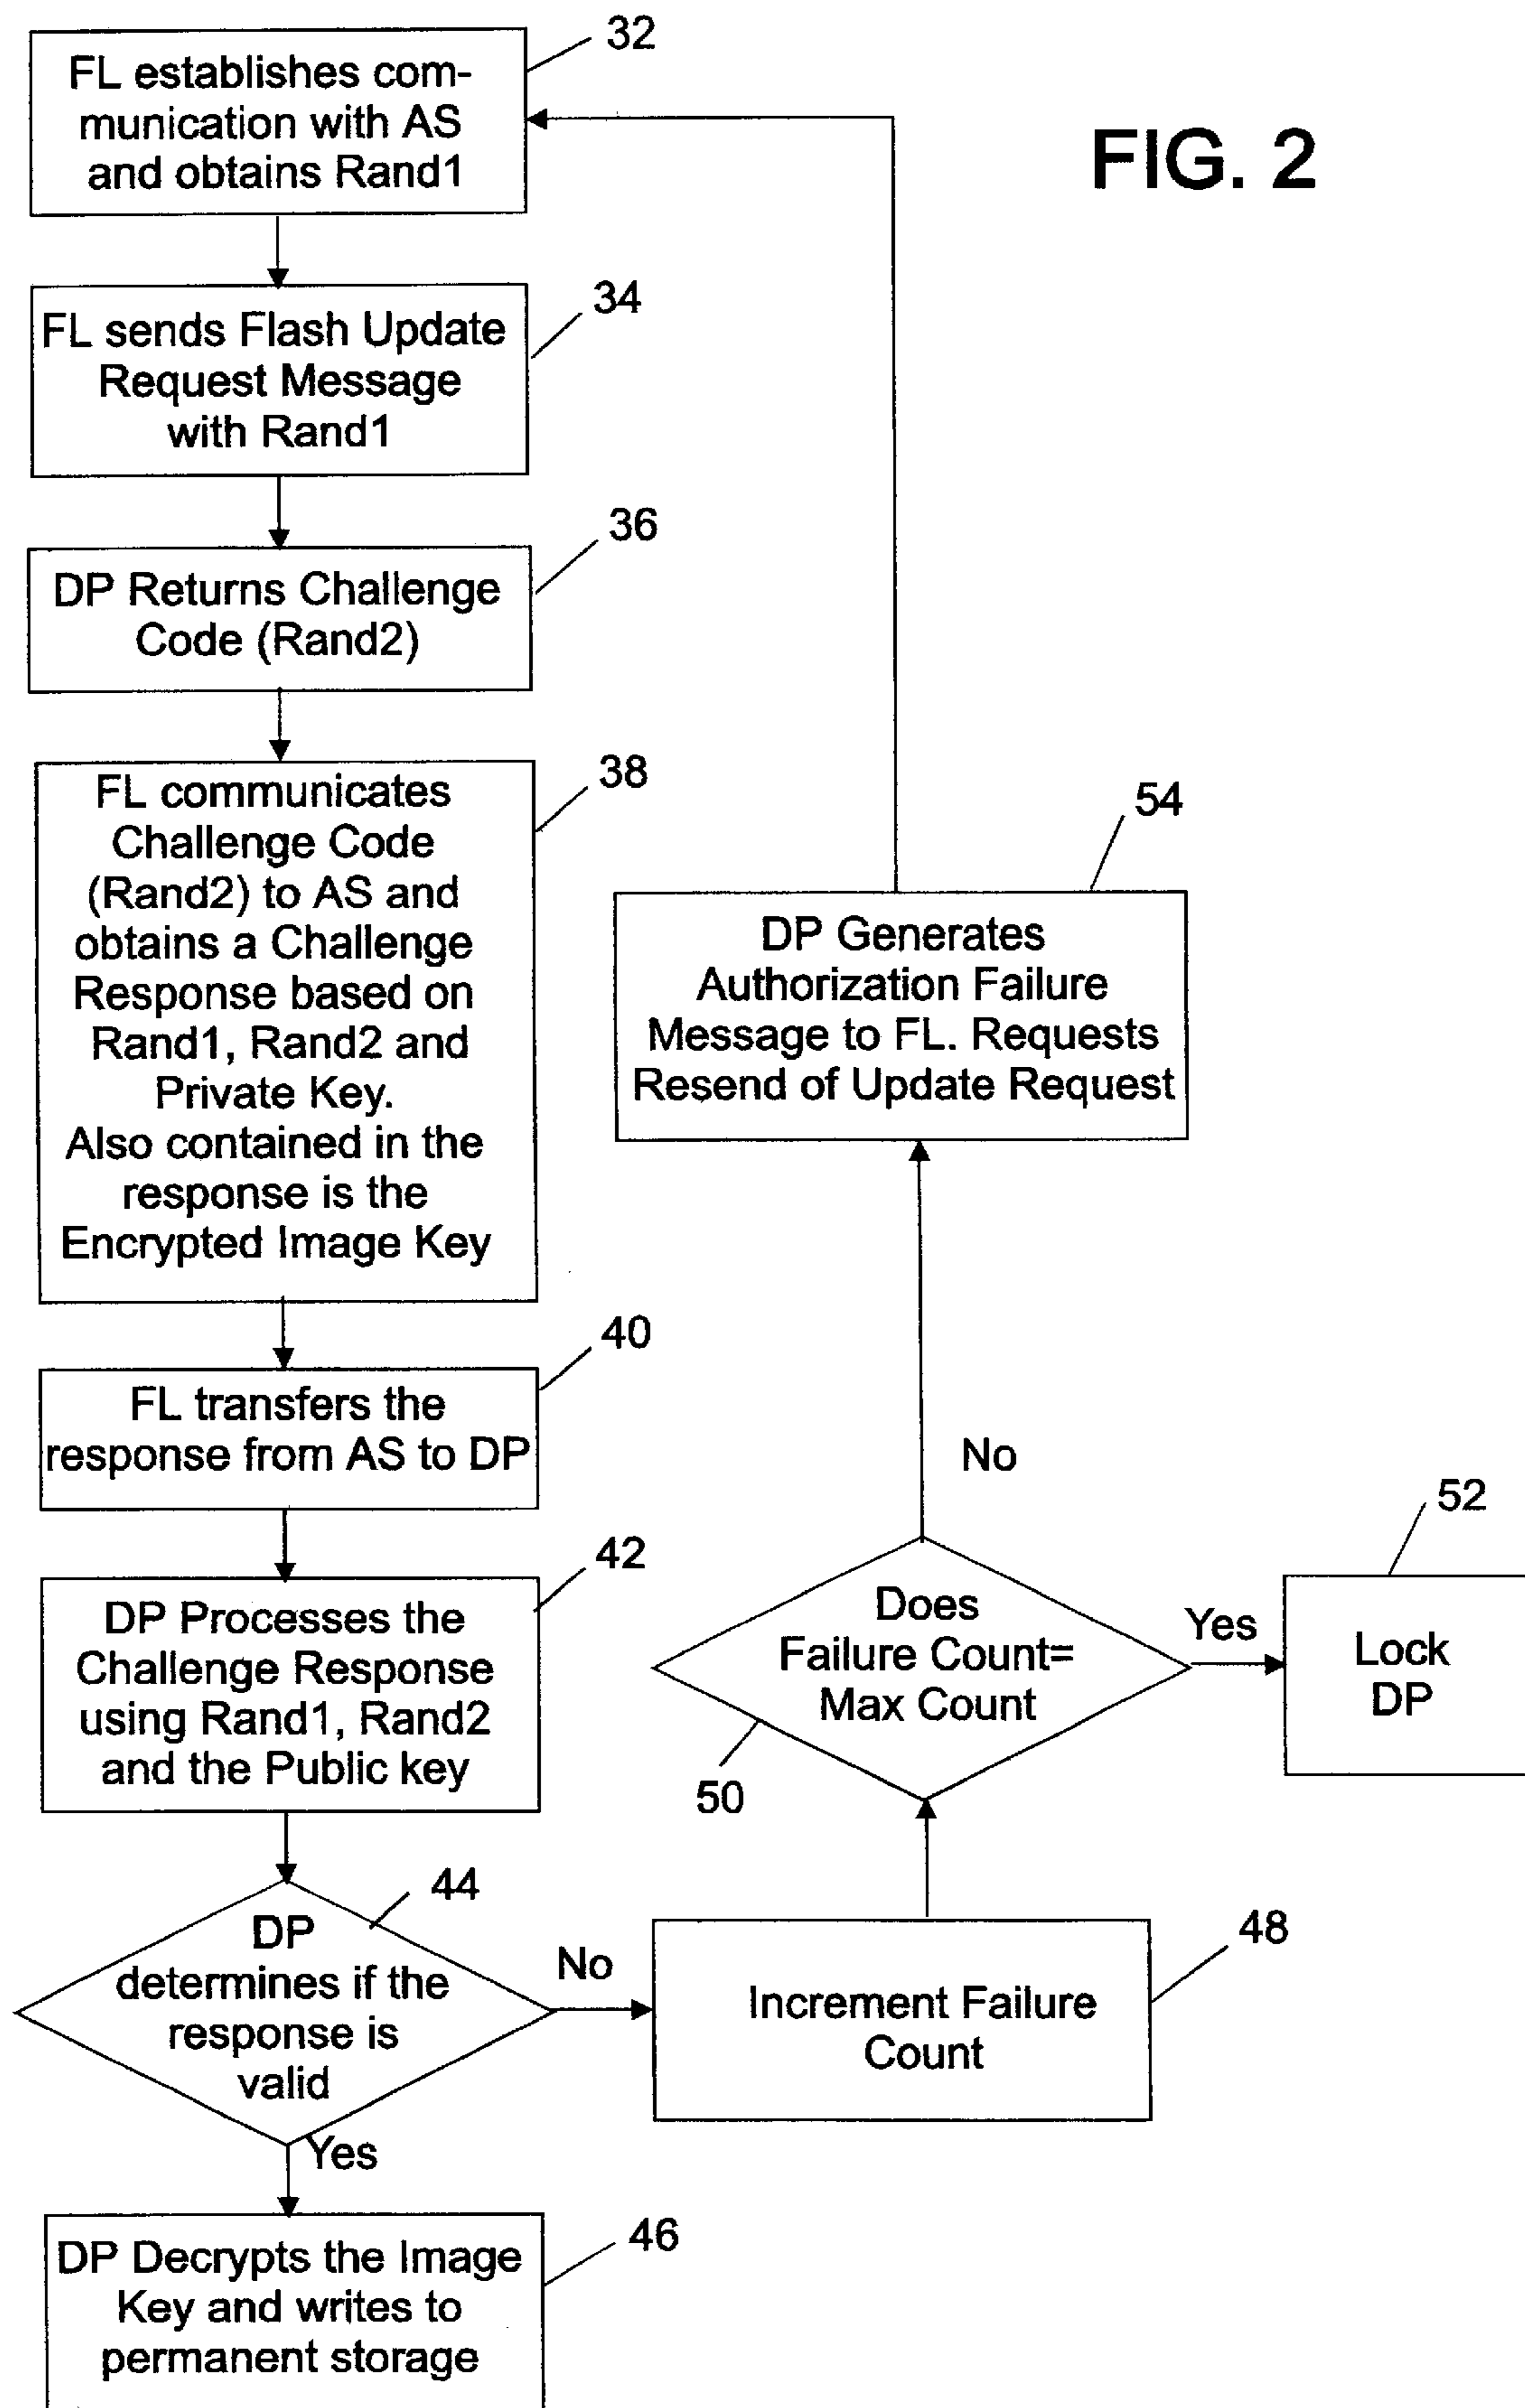 FIG. 2
32
FL establishes com-
munication with AS
and obtains Rand1
34
FL sends Flash Update
Request Message
with Rand1
36
DP Returns Challenge
Code (Rand2)
38
FL communicates
Challenge Code
(Rand2) to AS and
obtains a Challenge
Response based on
Rand1, Rand2 and
Private Key.
Also contained in the
response is the
Encrypted Image Key
40
FL transfers the
response from AS to DP
42
DP Processes the
Challenge Response
using Rand1, Rand2
and the Public key
44
DP
determines if the
response is
valid
No
Yes
46
DP Decrypts the Image
Key and writes to
permanent storage
48
Increment Failure
Count
50
Does
Failure Count=
Max Count
Yes
52
Lock
DP
No
54
DP Generates
Authorization Failure
Message to FL. Requests
Resend of Update Request